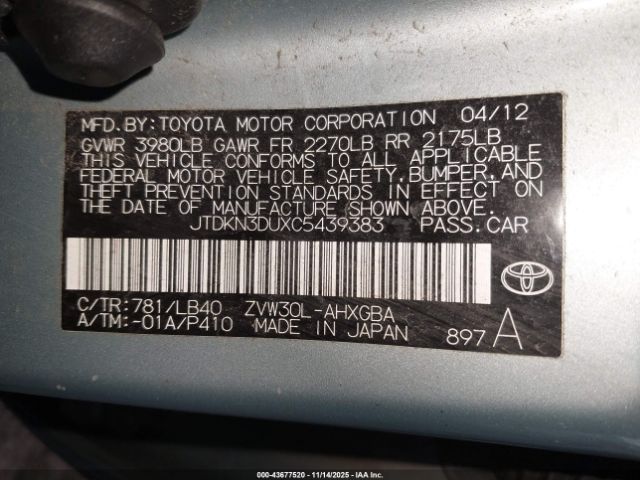 MFD.BY:TOYOTA MOTOR CORPORATION 04/12
GVWR 3980LB GAWR FR 2270LB RR 2175LB
THIS VEHICLE CONFORMS TO ALL APPLICABLE
FEDERAL MOTOR VEHICLE SAFETY,BUMPER,AND
THEFT PREVENTION STANDARDS IN EFFECT ON
THE DATE OF MANUFACTURE SHOWN ABOVE.
JTDKN3DUXC5439383 PASS.CAR
C/TR:781/LB40 ZVW30L-AHXGBA
A/TM:-01A/P410 MADE IN JAPAN 897 A
TOYOTA
000-43677520 - 11/14/2025 - IAA Inc.